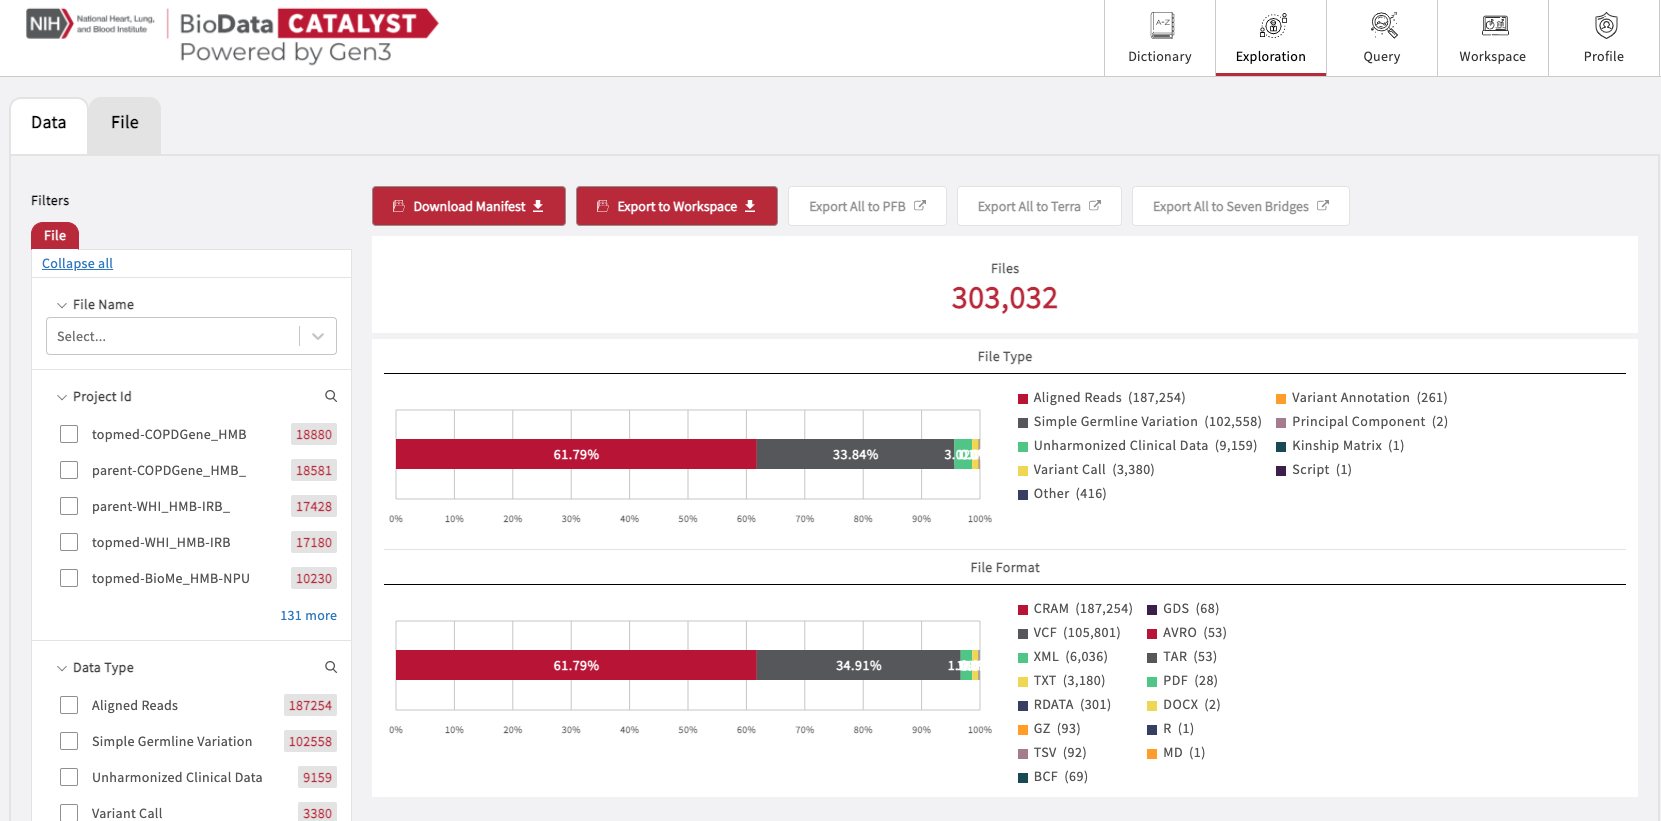 NIH National Heart, Lung, and Blood Institute
BioData CATALYST
Powered by Gen3
A-Z
Dictionary
Exploration
Query
Workspace
Profile
Data
File
Filters
File
Collapse all
File Name
Select...
Project Id
topmed-COPDGene_HMB 18880
parent-COPDGene_HMB_ 18581
parent-WHI_HMB-IRB_ 17428
topmed-WHI_HMB-IRB 17180
topmed-BioMe_HMB-NPU 10230
131 more
Data Type
Aligned Reads 187254
Simple Germline Variation 102558
Unharmonized Clinical Data 9159
Variant Call 3380
Download Manifest
Export to Workspace
Export All to PFB
Export All to Terra
Export All to Seven Bridges
Files
303,032
File Type
61.79% 33.84%
0% 10% 20% 30% 40% 50% 60% 70% 80% 90% 100%
Aligned Reads (187,254)
Simple Germline Variation (102,558)
Unharmonized Clinical Data (9,159)
Variant Call (3,380)
Other (416)
Variant Annotation (261)
Principal Component (2)
Kinship Matrix (1)
Script (1)
File Format
61.79% 34.91%
0% 10% 20% 30% 40% 50% 60% 70% 80% 90% 100%
CRAM (187,254)
VCF (105,801)
XML (6,036)
TXT (3,180)
RDATA (301)
GZ (93)
TSV (92)
BCF (69)
GDS (68)
AVRO (53)
TAR (53)
PDF (28)
DOCX (2)
R (1)
MD (1)